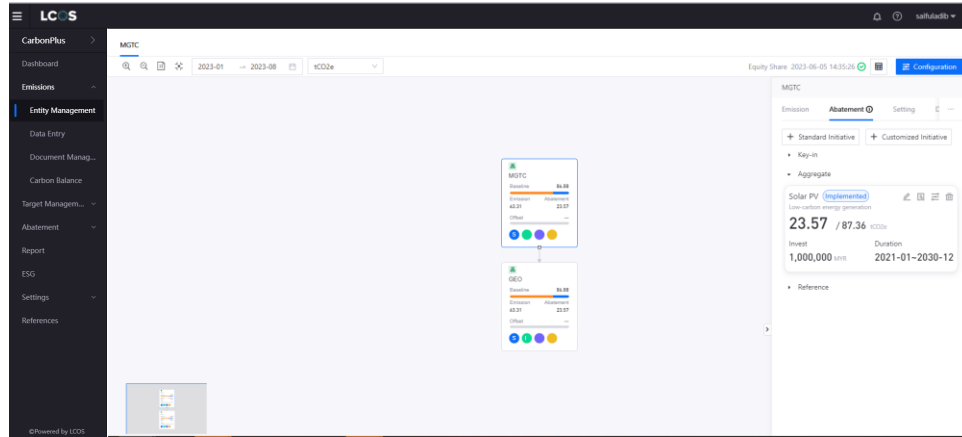 LCOS
saifuladib
CarbonPlus
Dashboard
Emissions
Entity Management
Data Entry
Document Manag...
Carbon Balance
Target Managem...
Abatement
Report
ESG
Settings
References
©Powered by LCOS
MGTC
2023-01 → 2023-08 tCO2e
Equity Share 2023-06-05 14:35:26
Configuration
MGTC
Baseline 86.88
Emission Abatement
63.31 23.57
Offset --
S
GEO
Baseline 86.88
Emission Abatement
63.31 23.57
Offset --
S I
MGTC
Emission Abatement Setting
+ Standard Initiative + Customized Initiative
Key-in
Aggregate
Solar PV Implemented
Low-carbon energy generation
23.57 / 87.36 tCO2e
Invest Duration
1,000,000 MYR 2021-01~2030-12
Reference